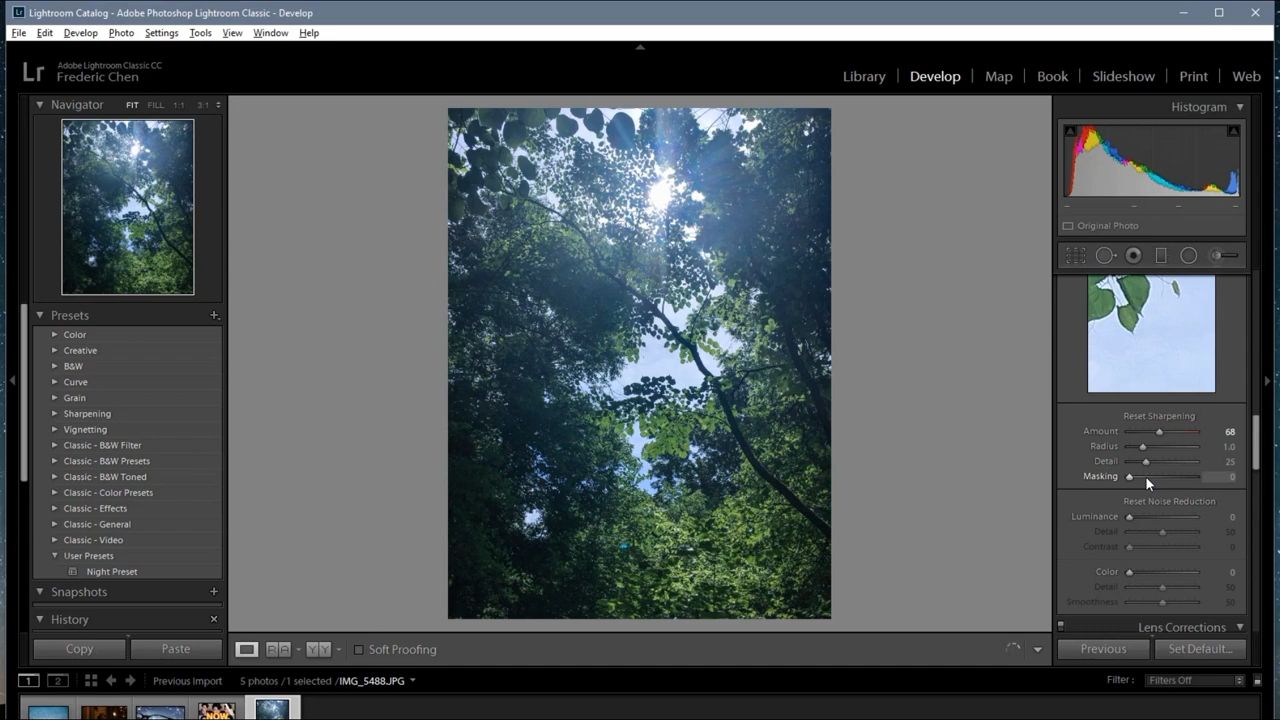 Lr Lightroom Catalog - Adobe Photoshop Lightroom Classic - Develop
File Edit Develop Photo Settings Tools View Window Help
Lr Adobe Lightroom Classic CC
Frederic Chen
Library | Develop | Map | Book | Slideshow | Print | Web
Navigator FIT FILL 1:1 3:1
Histogram
Original Photo
Presets +
Color
Creative
B&W
Curve
Grain
Sharpening
Vignetting
Classic - B&W Filter
Classic - B&W Presets
Classic - B&W Toned
Classic - Color Presets
Classic - Effects
Classic - General
Classic - Video
User Presets
Night Preset
Snapshots +
History ×
Copy Paste
Reset Sharpening
Amount 68
Radius 1.0
Detail 25
Masking 0
Reset Noise Reduction
Luminance 0
Detail 50
Contrast 0
Color 0
Detail 50
Smoothness 50
Lens Corrections
Previous Set Default...
R A Y Y Soft Proofing
1 2 Previous Import 5 photos /1 selected /IMG_5488.JPG Filter : Filters Off
NOW